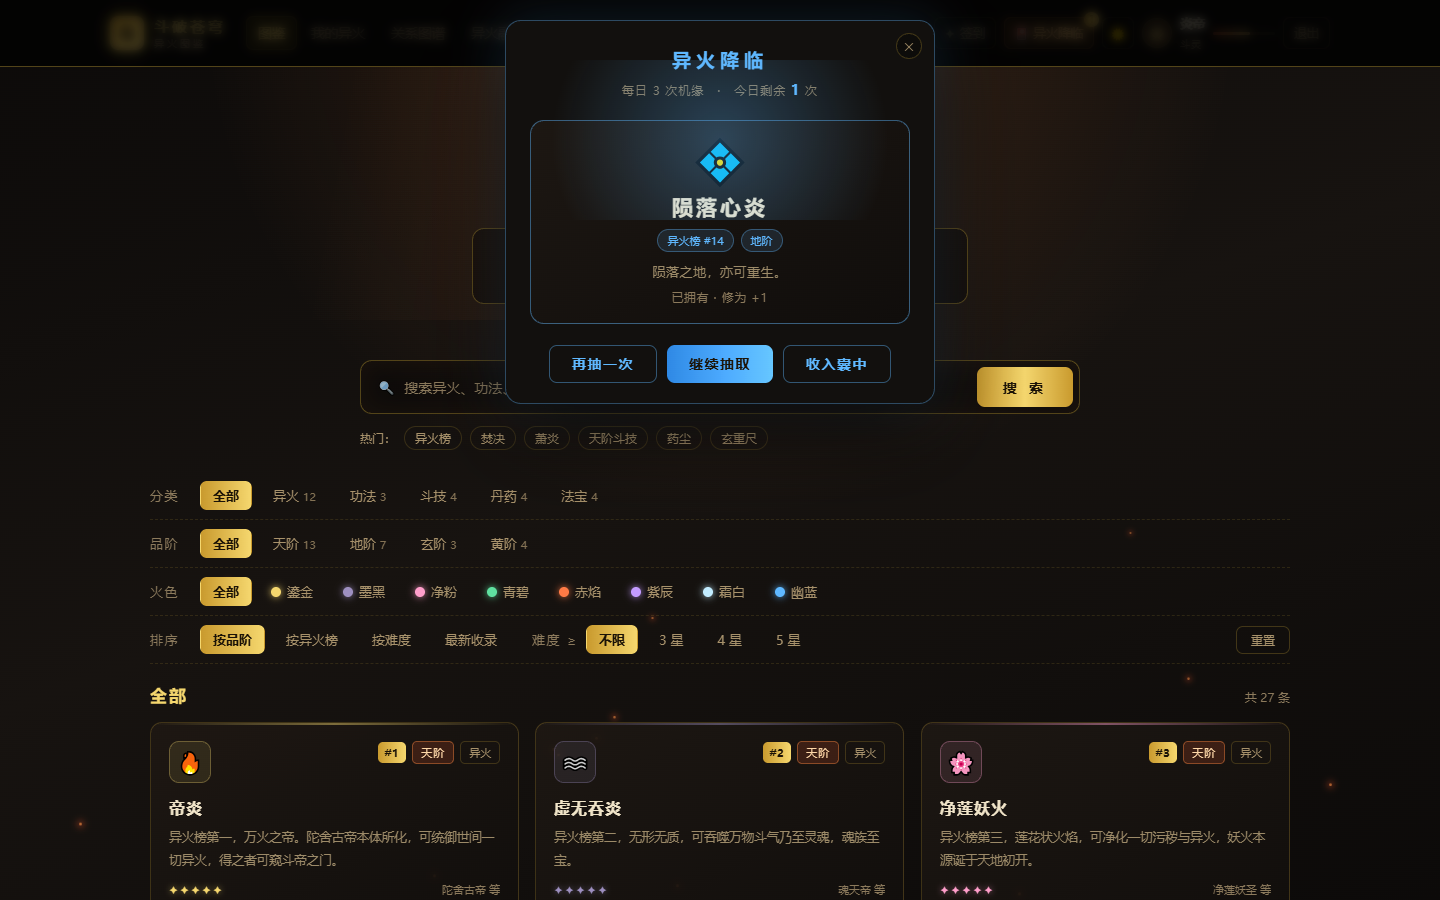 异火降临
每日 3 次机缘 · 今日剩余 1 次
陨落心炎
异火榜 #14 地阶
陨落之地，亦可重生。
已拥有 · 修为 +1
再抽一次 继续抽取 收入囊中
搜索异火、功法、
搜 索
热门： 异火榜 焚决 萧炎 天阶斗技 药尘 玄重尺
分类 全部 异火 12 功法 3 斗技 4 丹药 4 法宝 4
品阶 全部 天阶 13 地阶 7 玄阶 3 黄阶 4
火色 全部 鎏金 墨黑 净粉 青碧 赤焰 紫辰 霜白 幽蓝
排序 按品阶 按异火榜 按难度 最新收录 难度 ≥ 不限 3 星 4 星 5 星 重置
全部 共 27 条
#1 天阶 异火
帝炎
异火榜第一，万火之帝。陀舍古帝本体所化，可统御世间一
切异火，得之者可窥斗帝之门。
✦✦✦✦✦ 陀舍古帝 等
#2 天阶 异火
虚无吞炎
异火榜第二，无形无质，可吞噬万物斗气乃至灵魂，魂族至
宝。
✦✦✦✦✦ 魂天帝 等
#3 天阶 异火
净莲妖火
异火榜第三，莲花状火焰，可净化一切污秽与异火，妖火本
源诞于天地初开。
✦✦✦✦✦ 净莲妖圣 等